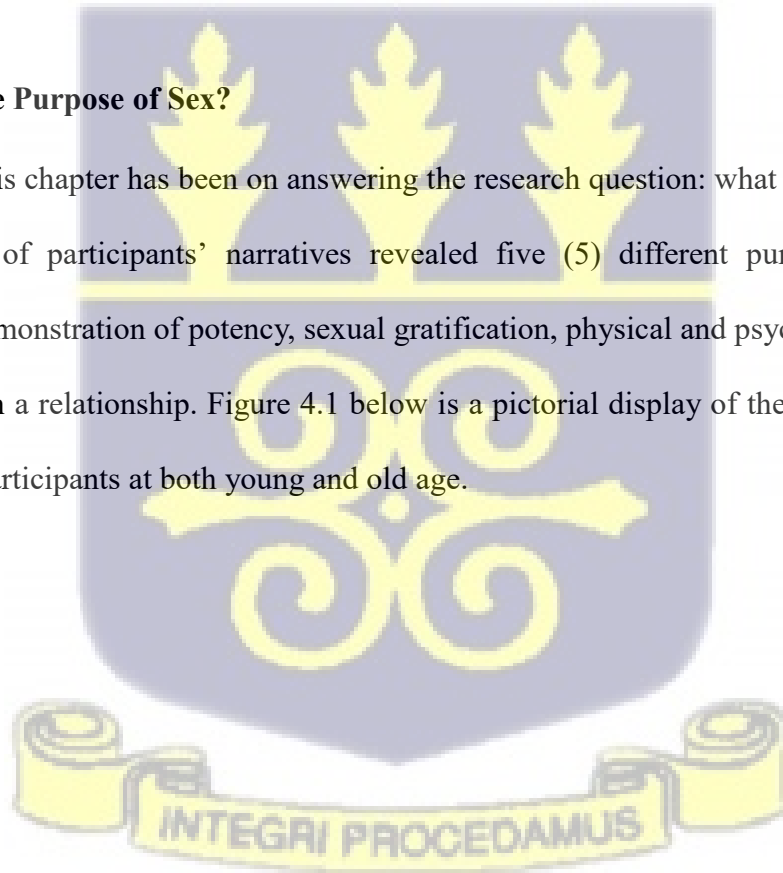 e Purpose of Sex?
is chapter has been on answering the research question: what
of participants’ narratives revealed five (5) different pur
monstration of potency, sexual gratification, physical and psyc
a relationship. Figure 4.1 below is a pictorial display of the
articipants at both young and old age.
INTEGRI PROCEDAMUS